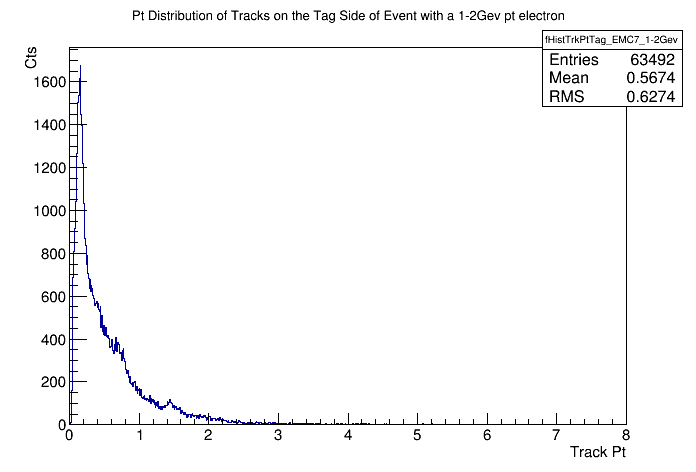 Pt Distribution of Tracks on the Tag Side of Event with a 1-2Gev pt electron
fHistTrkPtTag_EMC7_1-2Gev
Entries 63492
Mean 0.5674
RMS 0.6274
Cts
1600
1400
1200
1000
800
600
400
200
0
0 1 2 3 4 5 6 7 8
Track Pt